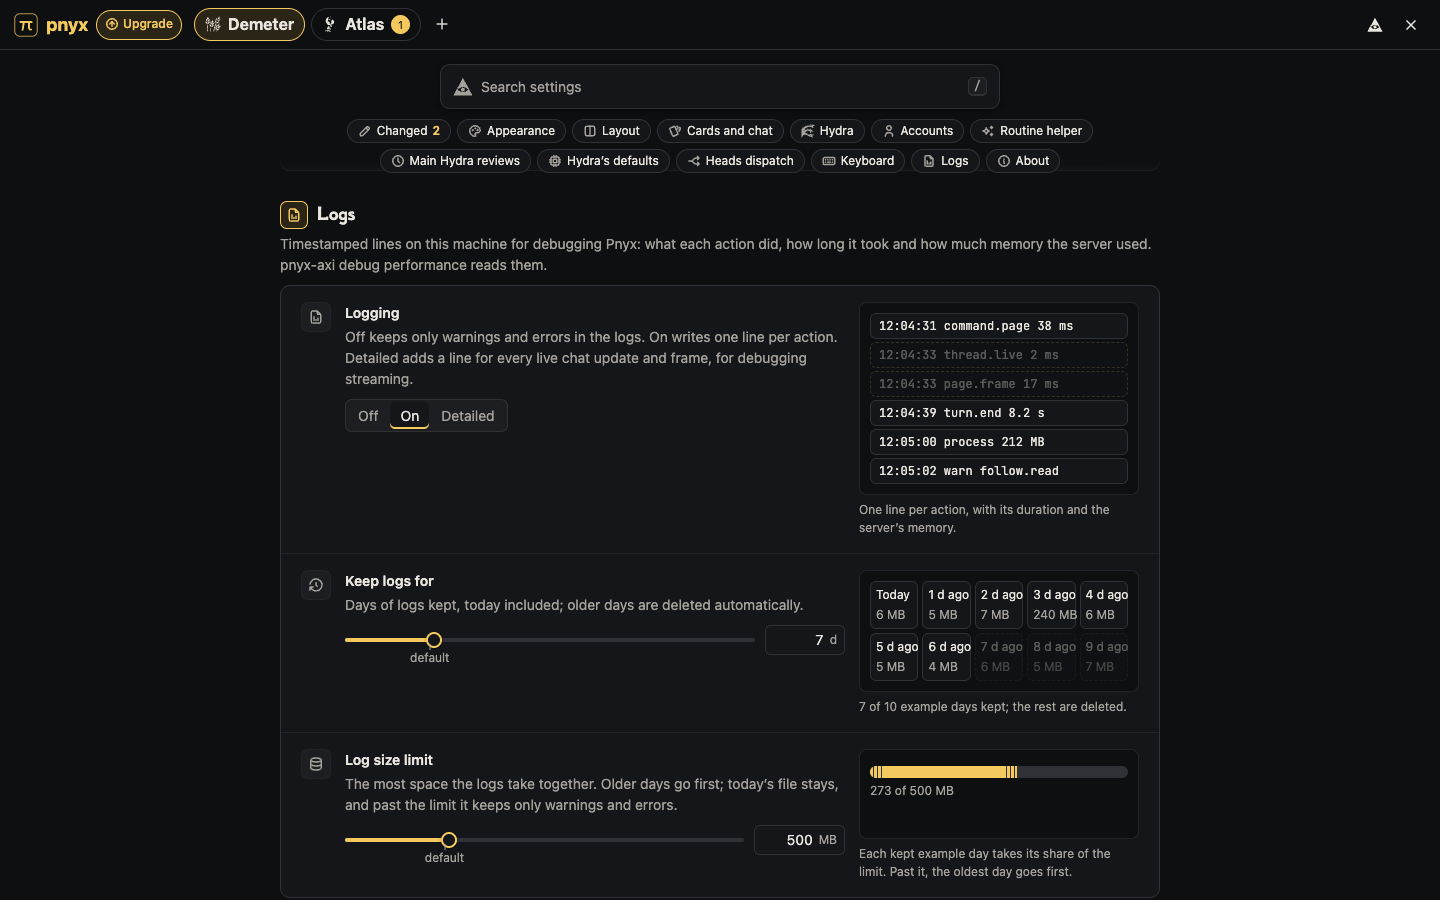 π pnyx Upgrade Demeter Atlas 1 +
Search settings /
Changed 2 Appearance Layout Cards and chat Hydra Accounts Routine helper
Main Hydra reviews Hydra's defaults Heads dispatch Keyboard Logs About
Logs
Timestamped lines on this machine for debugging Pnyx: what each action did, how long it took and how much memory the server used.
pnyx-axi debug performance reads them.
Logging
Off keeps only warnings and errors in the logs. On writes one line per action.
Detailed adds a line for every live chat update and frame, for debugging
streaming.
Off On Detailed
12:04:31 command.page 38 ms
12:04:33 thread.live 2 ms
12:04:33 page.frame 17 ms
12:04:39 turn.end 8.2 s
12:05:00 process 212 MB
12:05:02 warn follow.read
One line per action, with its duration and the
server's memory.
Keep logs for
Days of logs kept, today included; older days are deleted automatically.
7 d
default
Today 1 d ago 2 d ago 3 d ago 4 d ago
6 MB 5 MB 7 MB 240 MB 6 MB
5 d ago 6 d ago 7 d ago 8 d ago 9 d ago
5 MB 4 MB 6 MB 5 MB 7 MB
7 of 10 example days kept; the rest are deleted.
Log size limit
The most space the logs take together. Older days go first; today's file stays,
and past the limit it keeps only warnings and errors.
500 MB
default
273 of 500 MB
Each kept example day takes its share of the
limit. Past it, the oldest day goes first.